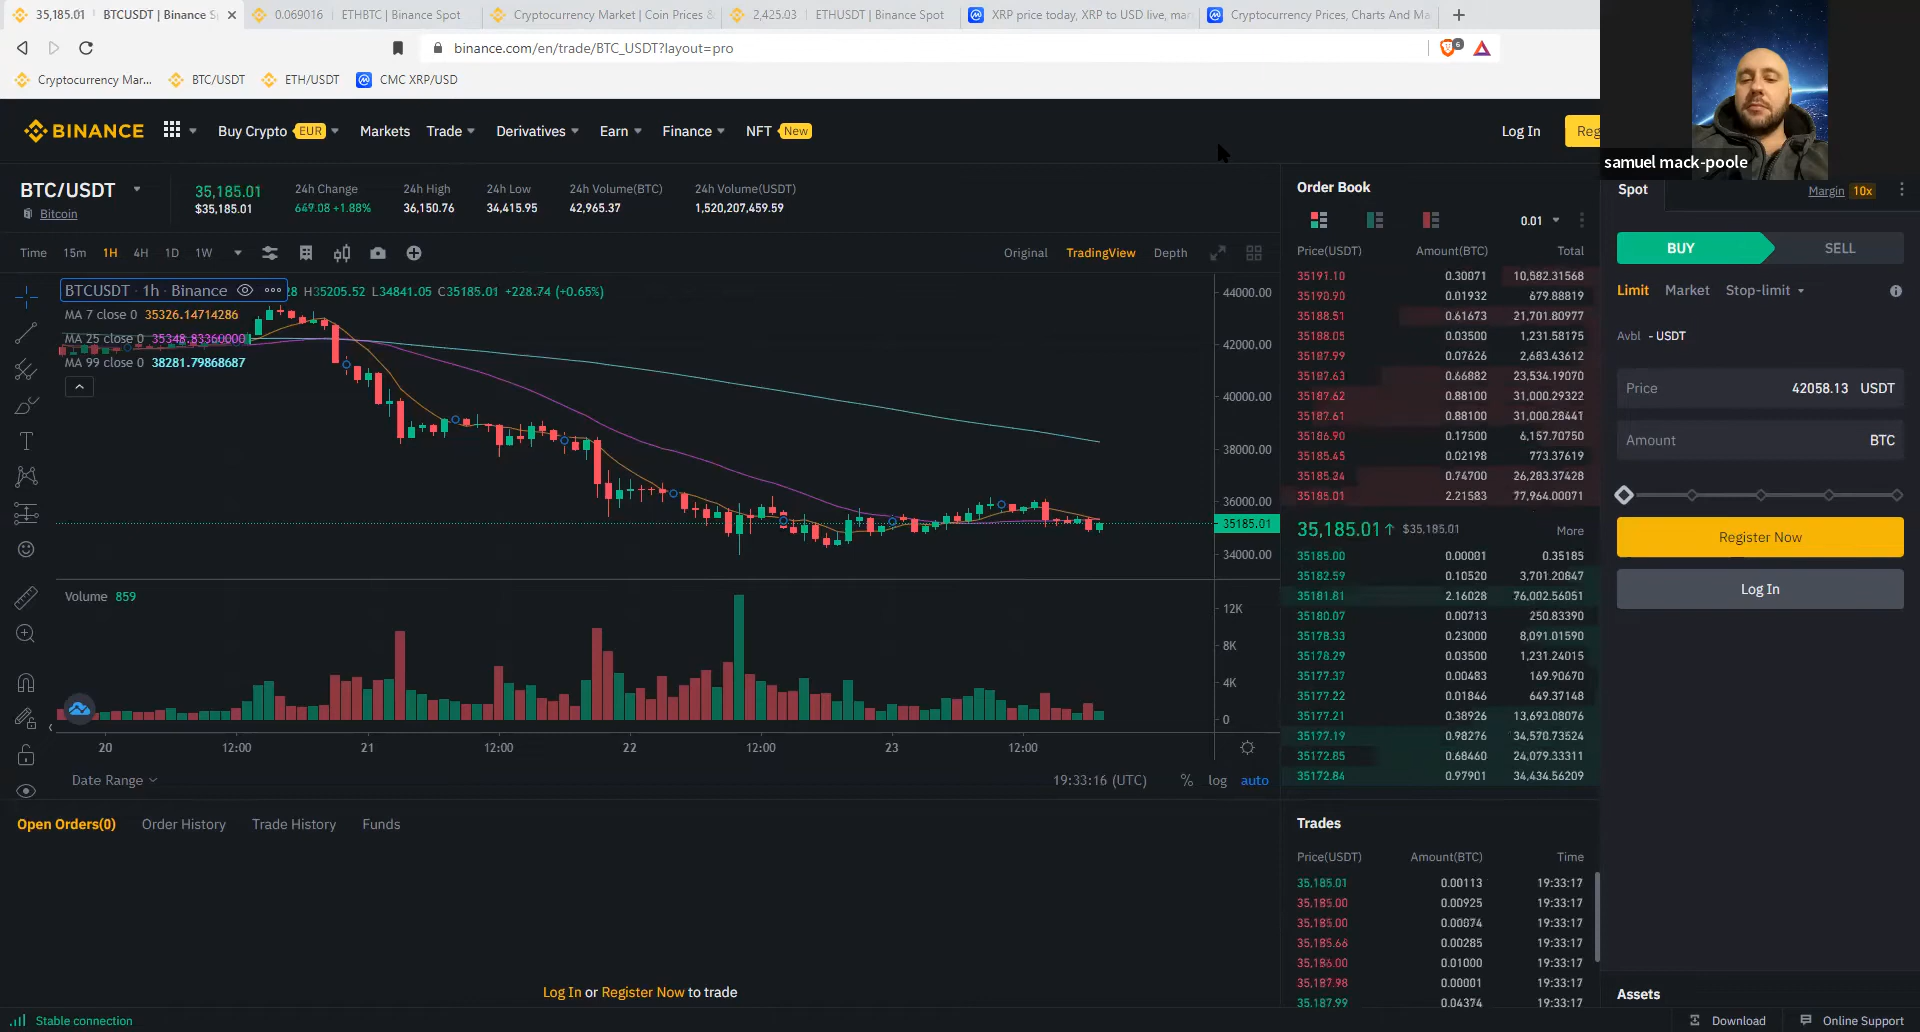 35,185.01 BTCUSDT | Binance S
0.069016 ETHBTC | Binance Spot
Cryptocurrency Market | Coin Prices &
2,425.03 ETHUSDT | Binance Spot
XRP price today, XRP to USD live, mar
Cryptocurrency Prices, Charts And Ma
binance.com/en/trade/BTC_USDT?layout=pro
6
Cryptocurrency Mar... BTC/USDT ETH/USDT CMC XRP/USD
BINANCE Buy Crypto EUR Markets Trade Derivatives Earn Finance NFT New Log In Reg
samuel mack-poole
BTC/USDT
Bitcoin
35,185.01
$35,185.01
24h Change
649.08 +1.88%
24h High
36,150.76
24h Low
34,415.95
24h Volume(BTC)
42,965.37
24h Volume(USDT)
1,520,207,459.59
Time 15m 1H 4H 1D 1W
Original TradingView Depth
BTCUSDT · 1h · Binance 28 H35205.52 L34841.05 C35185.01 +228.74 (+0.65%)
MA 7 close 0 35326.14714286
MA 25 close 0 35348.83360000
MA 99 close 0 38281.79868687
44000.00
42000.00
40000.00
38000.00
36000.00
35185.01
34000.00
Volume 859
12K
8K
4K
0
20 12:00 21 12:00 22 12:00 23 12:00
Date Range
19:33:16 (UTC) % log auto
Open Orders(0) Order History Trade History Funds
Log In or Register Now to trade
Stable connection
Order Book
0.01
Price(USDT) Amount(BTC) Total
35191.10 0.30071 10,582.31568
35190.90 0.01932 679.88819
35188.51 0.61673 21,701.80977
35188.05 0.03500 1,231.58175
35187.99 0.07626 2,683.43612
35187.63 0.66882 23,534.19070
35187.62 0.88100 31,000.29322
35187.61 0.88100 31,000.28441
35186.90 0.17500 6,157.70750
35185.45 0.02198 773.37619
35185.24 0.74700 26,283.37428
35185.01 2.21583 77,964.00071
35,185.01↑ $35,185.01 More
35185.00 0.00001 0.35185
35182.59 0.10520 3,701.20847
35181.81 2.16028 76,002.56051
35180.07 0.00713 250.83390
35178.33 0.23000 8,091.01590
35178.29 0.03500 1,231.24015
35177.37 0.00483 169.90670
35177.22 0.01846 649.37148
35177.21 0.38926 13,693.08076
35177.19 0.98276 34,570.73524
35172.85 0.68460 24,079.33311
35172.84 0.97901 34,434.56209
Trades
Price(USDT) Amount(BTC) Time
35,185.01 0.00113 19:33:17
35,185.00 0.00925 19:33:17
35,185.00 0.00074 19:33:17
35,185.66 0.00285 19:33:17
35,186.00 0.01000 19:33:17
35,187.98 0.00001 19:33:17
35,187.99 0.04374 19:33:17
Spot Margin 10x
BUY SELL
Limit Market Stop-limit
Avbl - USDT
Price 42058.13 USDT
Amount BTC
Register Now
Log In
Assets
Download Online Support